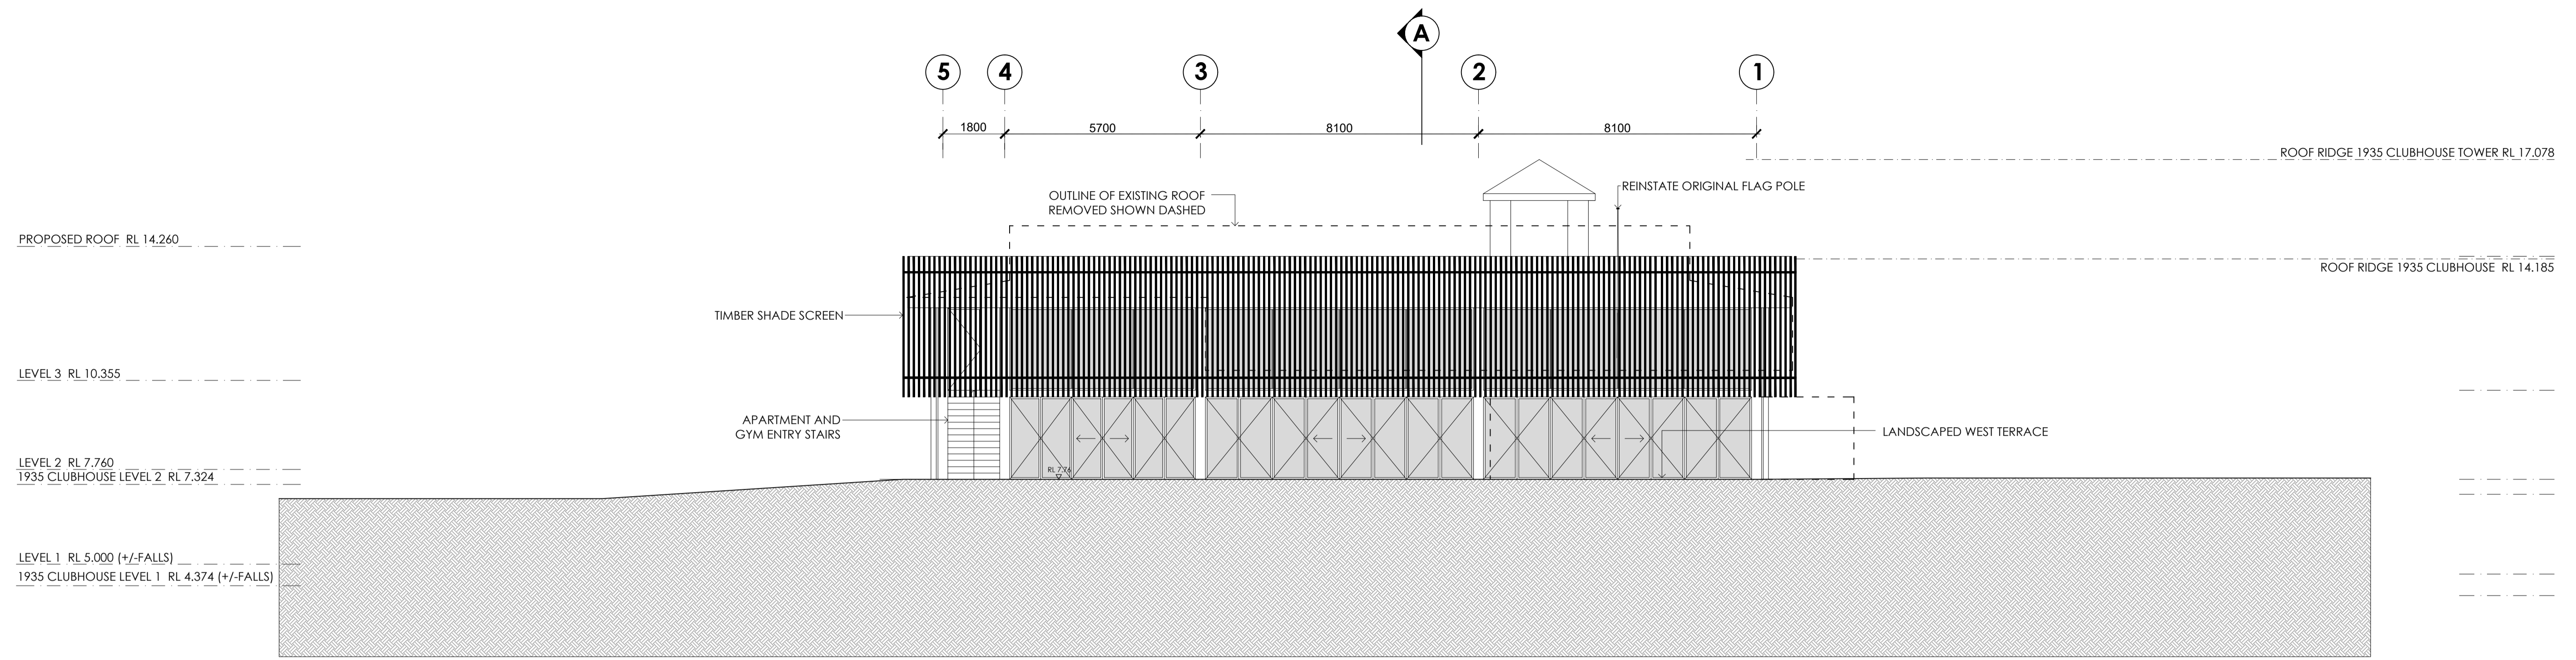 A
5 4 3 2 1
1800 5700 8100 8100
ROOF RIDGE 1935 CLUBHOUSE TOWER RL 17.078
REINSTATE ORIGINAL FLAG POLE
OUTLINE OF EXISTING ROOF
REMOVED SHOWN DASHED
PROPOSED ROOF RL 14.260
ROOF RIDGE 1935 CLUBHOUSE RL 14.185
TIMBER SHADE SCREEN
LEVEL 3 RL 10.355
APARTMENT AND
GYM ENTRY STAIRS
LANDSCAPED WEST TERRACE
LEVEL 2 RL 7.760
RL 7.76
1935 CLUBHOUSE LEVEL 2 RL 7.324
LEVEL 1 RL 5.000 (+/-FALLS)
1935 CLUBHOUSE LEVEL 1 RL 4.374 (+/-FALLS)